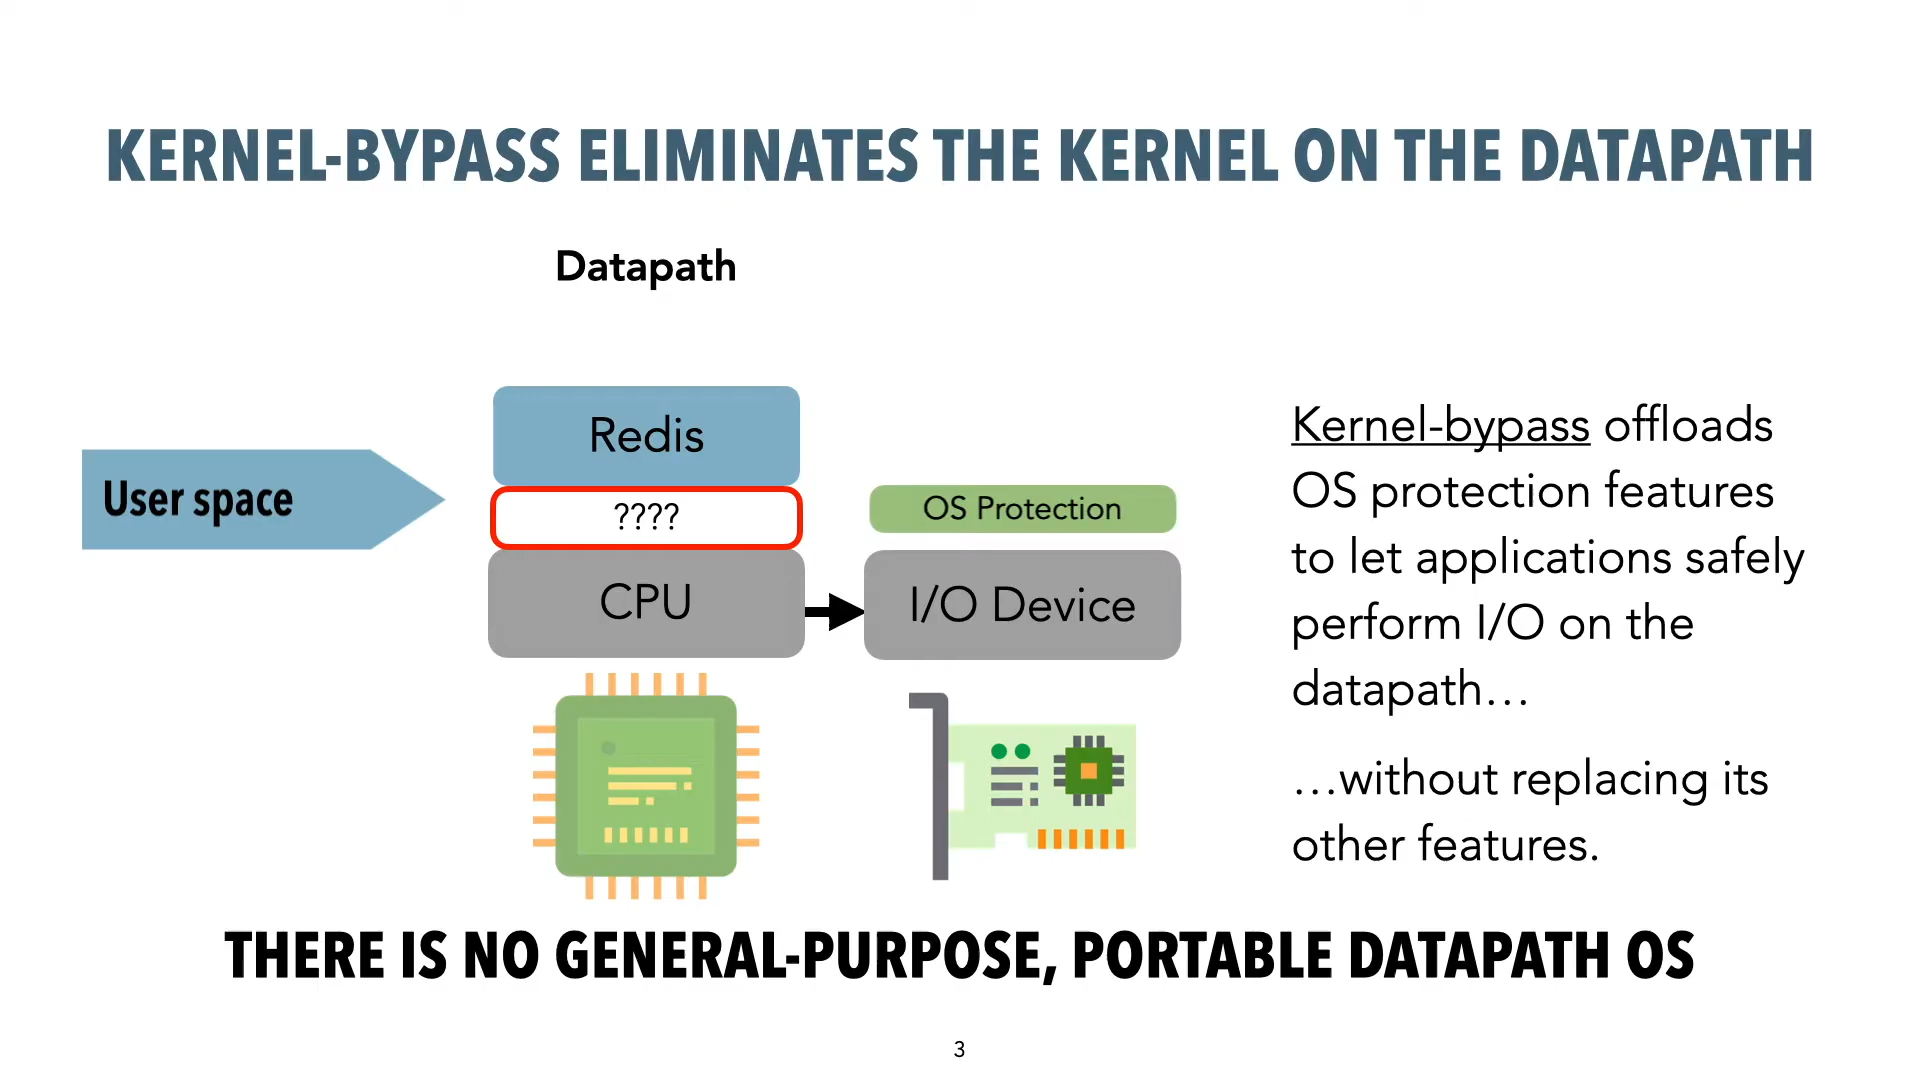 KERNEL-BYPASS ELIMINATES THE KERNEL ON THE DATAPATH
Datapath
User space
Redis
????
CPU
OS Protection
I/O Device
Kernel-bypass offloads
OS protection features
to let applications safely
perform I/O on the
datapath…
…without replacing its
other features.
THERE IS NO GENERAL-PURPOSE, PORTABLE DATAPATH OS
3